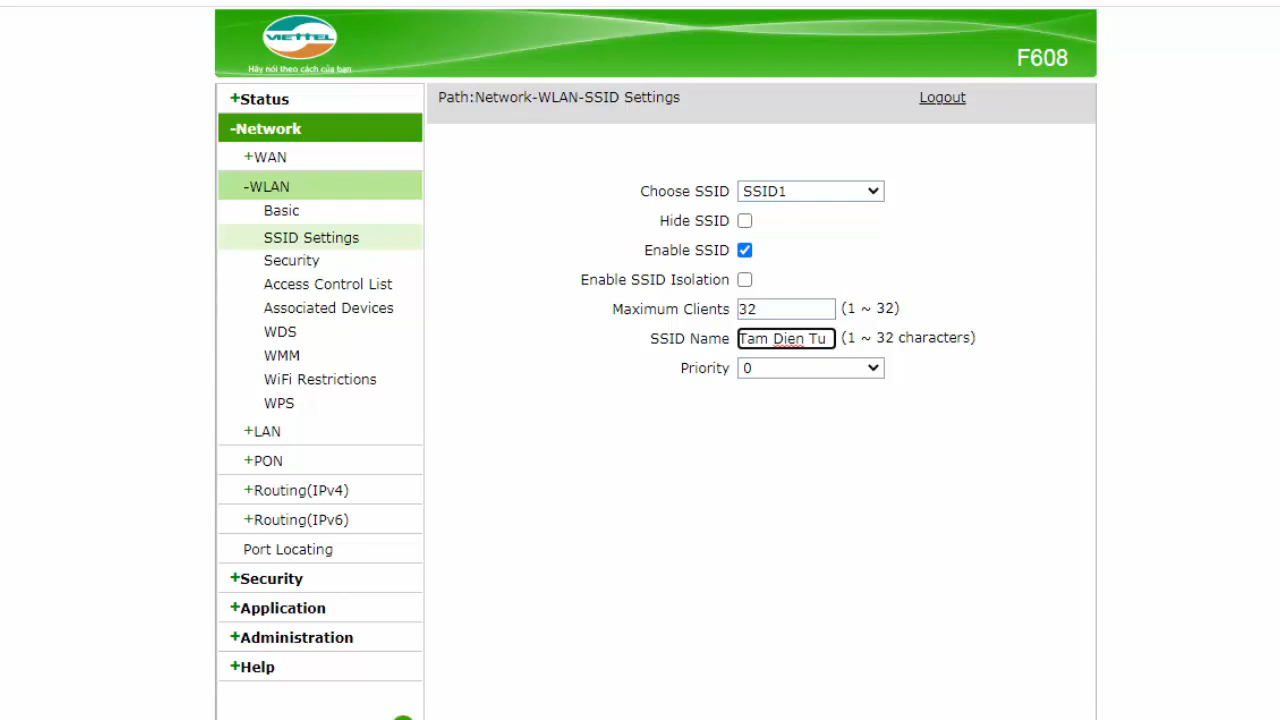 VIETTEL
Hãy nói theo cách của bạn
F608
+Status
-Network
+WAN
-WLAN
Basic
SSID Settings
Security
Access Control List
Associated Devices
WDS
WMM
WiFi Restrictions
WPS
+LAN
+PON
+Routing(IPv4)
+Routing(IPv6)
Port Locating
+Security
+Application
+Administration
+Help
Path:Network-WLAN-SSID Settings
Logout
Choose SSID SSID1
Hide SSID
Enable SSID
Enable SSID Isolation
Maximum Clients 32 (1 ~ 32)
SSID Name Tam Dien Tu (1 ~ 32 characters)
Priority 0